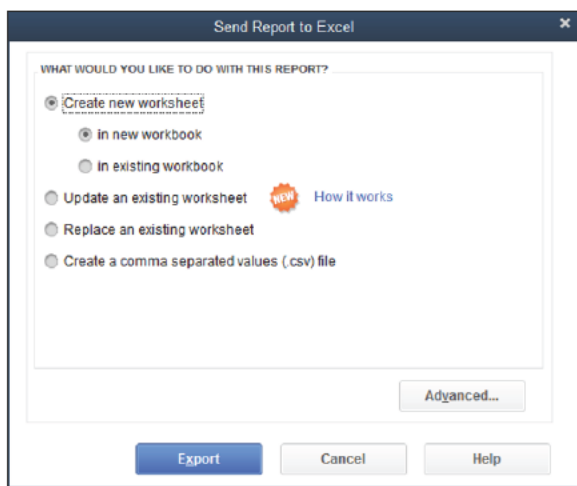 Send Report to Excel
×
WHAT WOULD YOU LIKE TO DO WITH THIS REPORT?
Create new worksheet
in new workbook
in existing workbook
Update an existing worksheet NEW How it works
Replace an existing worksheet
Create a comma separated values (.csv) file
Advanced...
Export Cancel Help